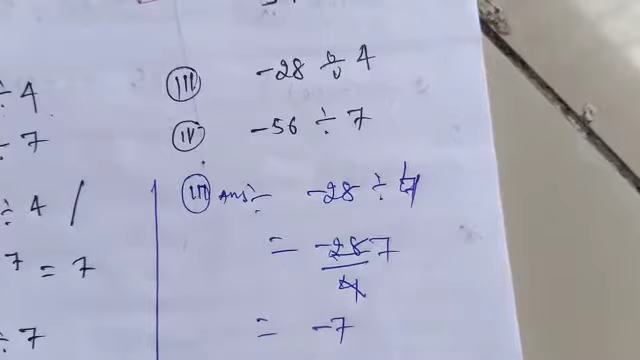 ÷ 4
÷ 7
÷ 4 /
7 = 7
÷ 7
(III) -28 ÷ 4
(IV) -56 ÷ 7
(III) Ans:- -28 ÷ 4
= -28 7
4
= -7